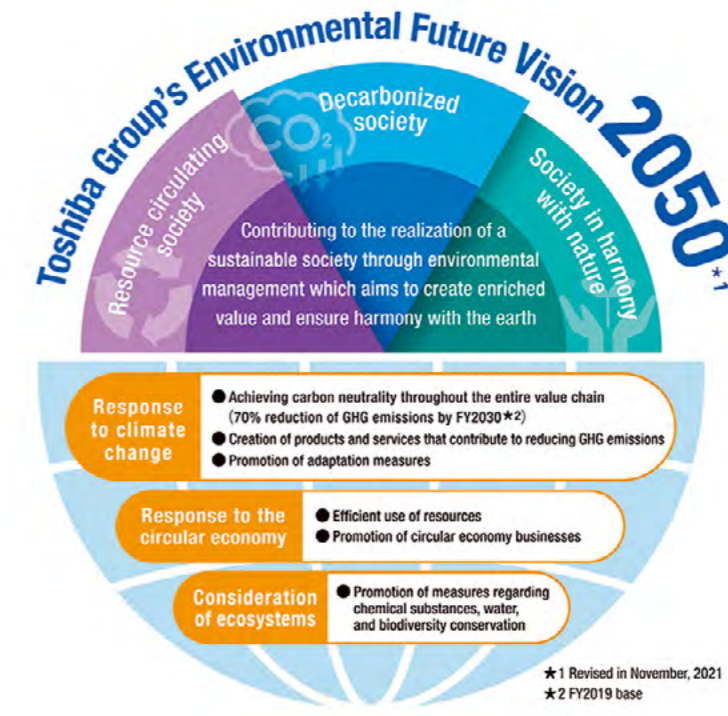 Toshiba Group's Environmental Future Vision 2050 ★1
Resource circulating
society
CO₂
Decarbonized
society
Society in harmony
with nature
Contributing to the realization of a
sustainable society through environmental
management which aims to create enriched
value and ensure harmony with the earth
Response
to climate
change
● Achieving carbon neutrality throughout the entire value chain
(70% reduction of GHG emissions by FY2030★2)
● Creation of products and services that contribute to reducing GHG emissions
● Promotion of adaptation measures
Response to the
circular economy
● Efficient use of resources
● Promotion of circular economy businesses
Consideration
of ecosystems
● Promotion of measures regarding
chemical substances, water,
and biodiversity conservation
★1 Revised in November, 2021
★2 FY2019 base